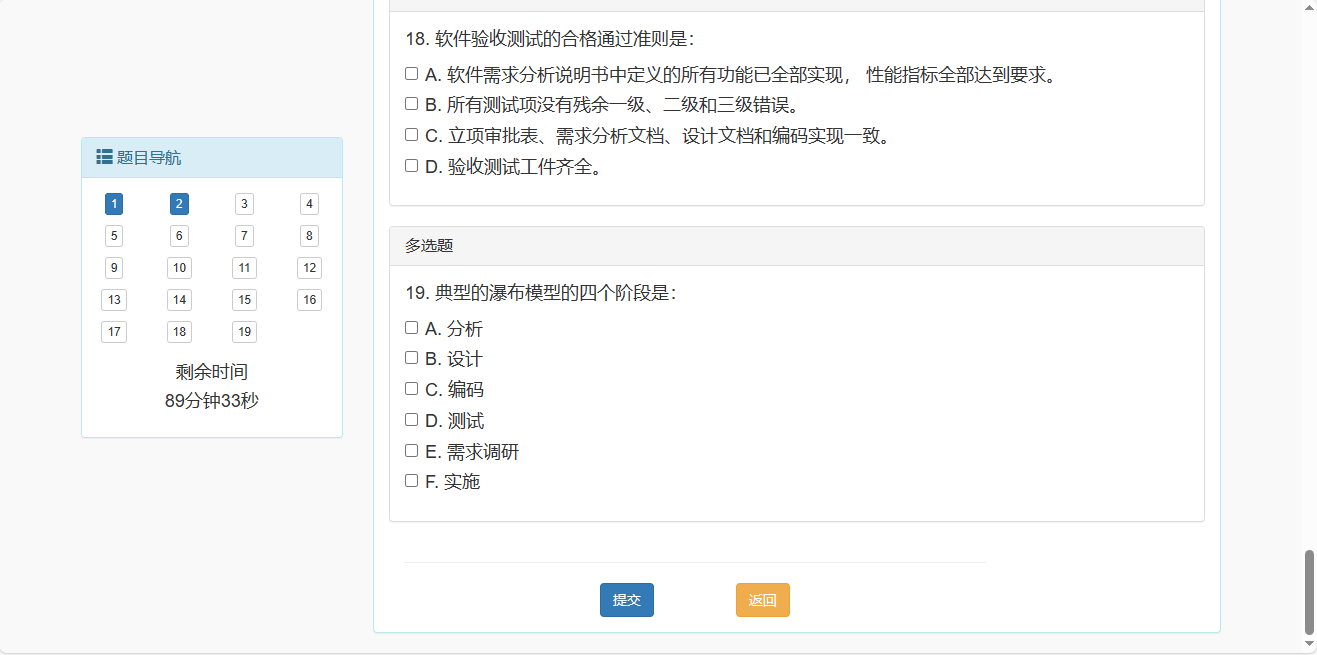 题目导航
1 2 3 4
5 6 7 8
9 10 11 12
13 14 15 16
17 18 19
剩余时间
89分钟33秒
18. 软件验收测试的合格通过准则是：
A. 软件需求分析说明书中定义的所有功能已全部实现， 性能指标全部达到要求。
B. 所有测试项没有残余一级、二级和三级错误。
C. 立项审批表、需求分析文档、设计文档和编码实现一致。
D. 验收测试工件齐全。
多选题
19. 典型的瀑布模型的四个阶段是：
A. 分析
B. 设计
C. 编码
D. 测试
E. 需求调研
F. 实施
提交 返回